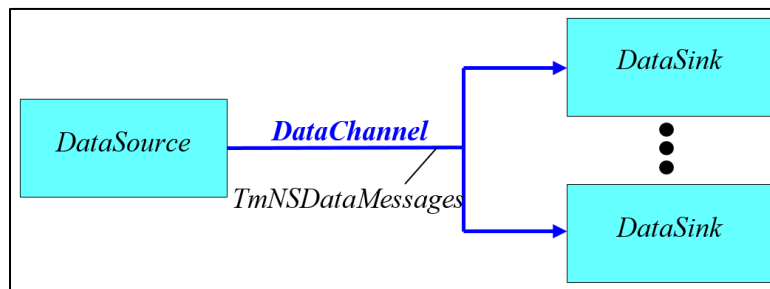 DataSink
DataChannel
DataSource
TmNSDataMessages
DataSink